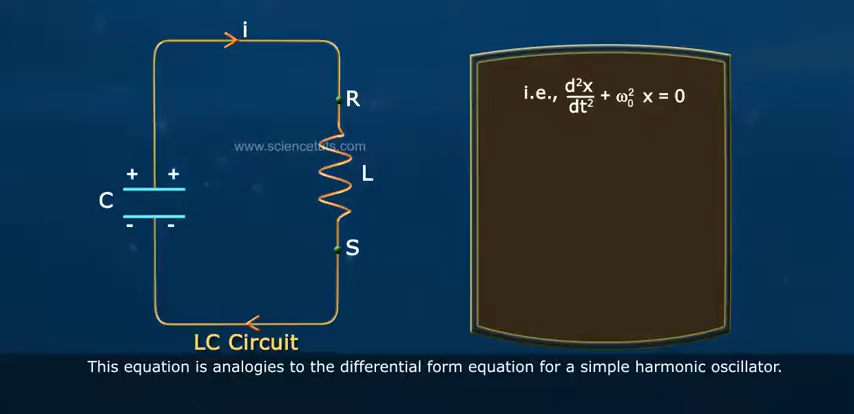 i
R
i.e., d²x/dt² + ω₀² x = 0
www.sciencetuts.com
+ +
L
C
- -
S
LC Circuit
This equation is analogies to the differential form equation for a simple harmonic oscillator.